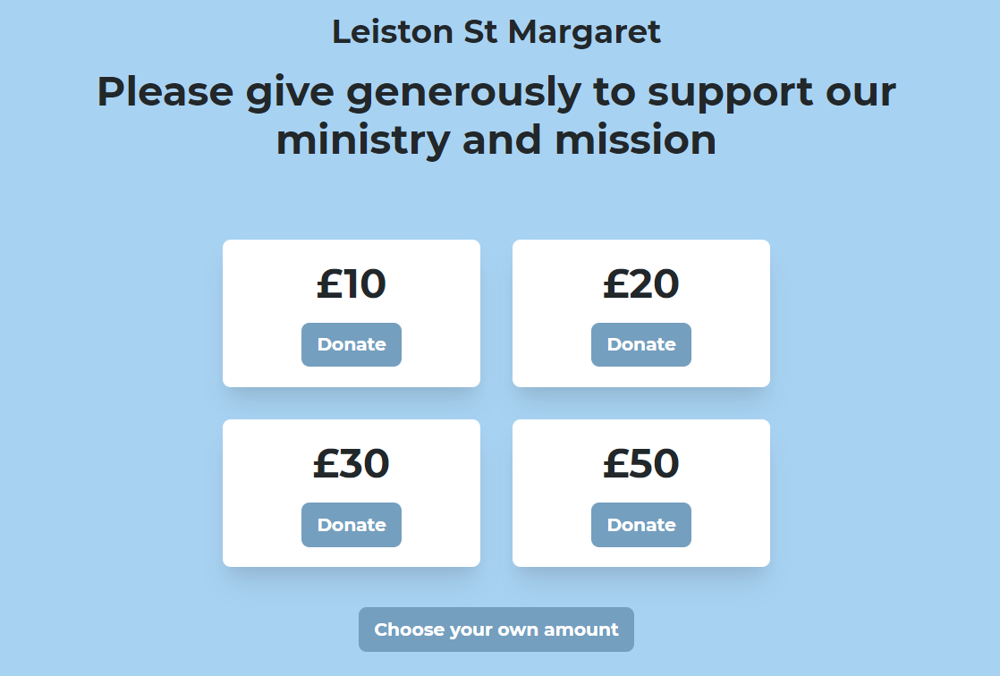 Leiston St Margaret
Please give generously to support our
ministry and mission
£10
Donate
£20
Donate
£30
Donate
£50
Donate
Choose your own amount